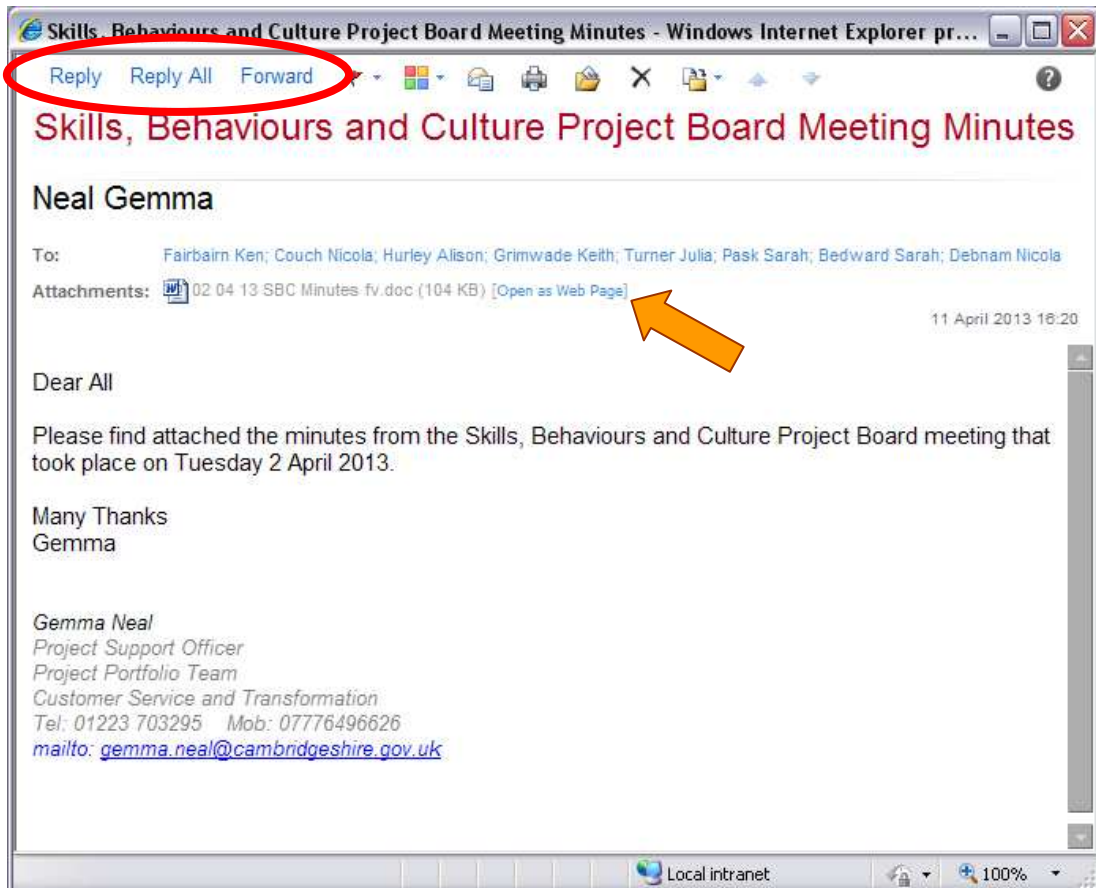 Skills, Behaviours and Culture Project Board Meeting Minutes - Windows Internet Explorer pr...
Reply Reply All Forward
Skills, Behaviours and Culture Project Board Meeting Minutes
Neal Gemma
To: Fairbairn Ken; Couch Nicola; Hurley Alison; Grimwade Keith; Turner Julia; Pask Sarah; Bedward Sarah; Debnam Nicola
Attachments: 02 04 13 SBC Minutes fv.doc (104 KB) [Open as Web Page]
11 April 2013 16:20
Dear All
Please find attached the minutes from the Skills, Behaviours and Culture Project Board meeting that
took place on Tuesday 2 April 2013.
Many Thanks
Gemma
Gemma Neal
Project Support Officer
Project Portfolio Team
Customer Service and Transformation
Tel: 01223 703295 Mob: 07776496626
mailto: gemma.neal@cambridgeshire.gov.uk
Local intranet 100%